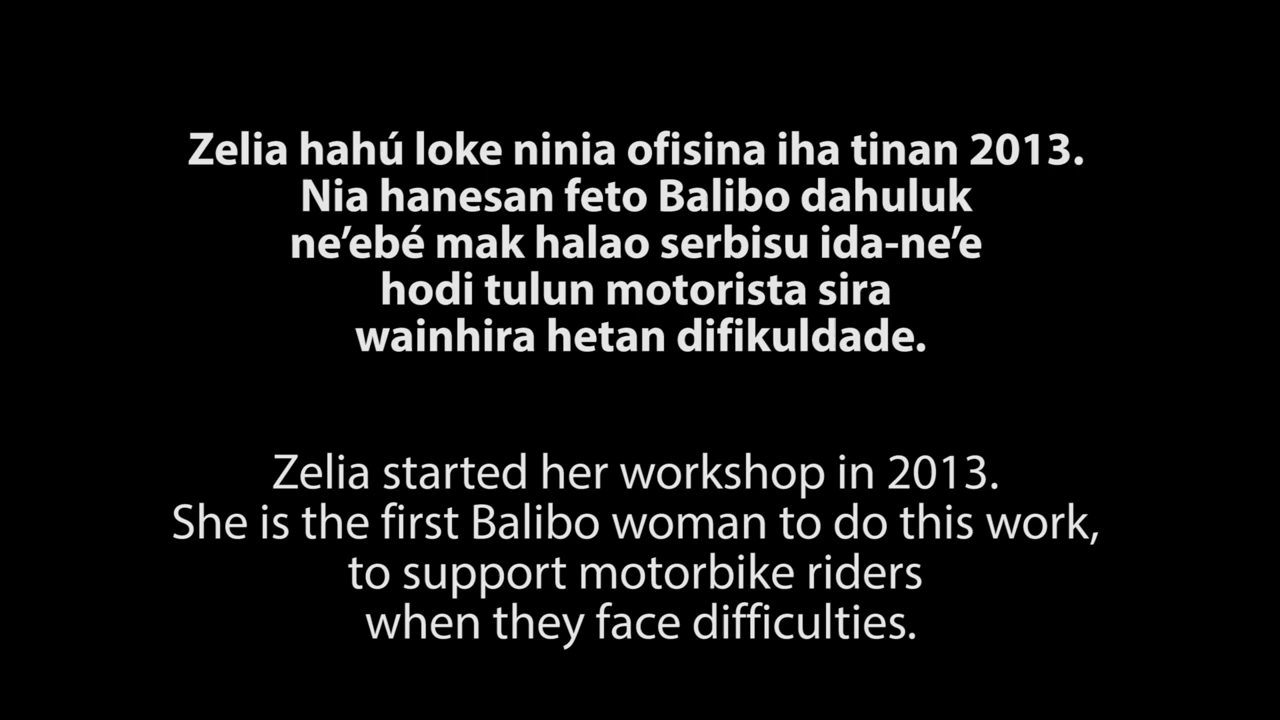 Zelia hahú loke ninia ofisina iha tinan 2013.
Nia hanesan feto Balibo dahuluk
ne’ebé mak halao serbisu ida-ne’e
hodi tulun motorista sira
wainhira hetan difikuldade.
Zelia started her workshop in 2013.
She is the first Balibo woman to do this work,
to support motorbike riders
when they face difficulties.